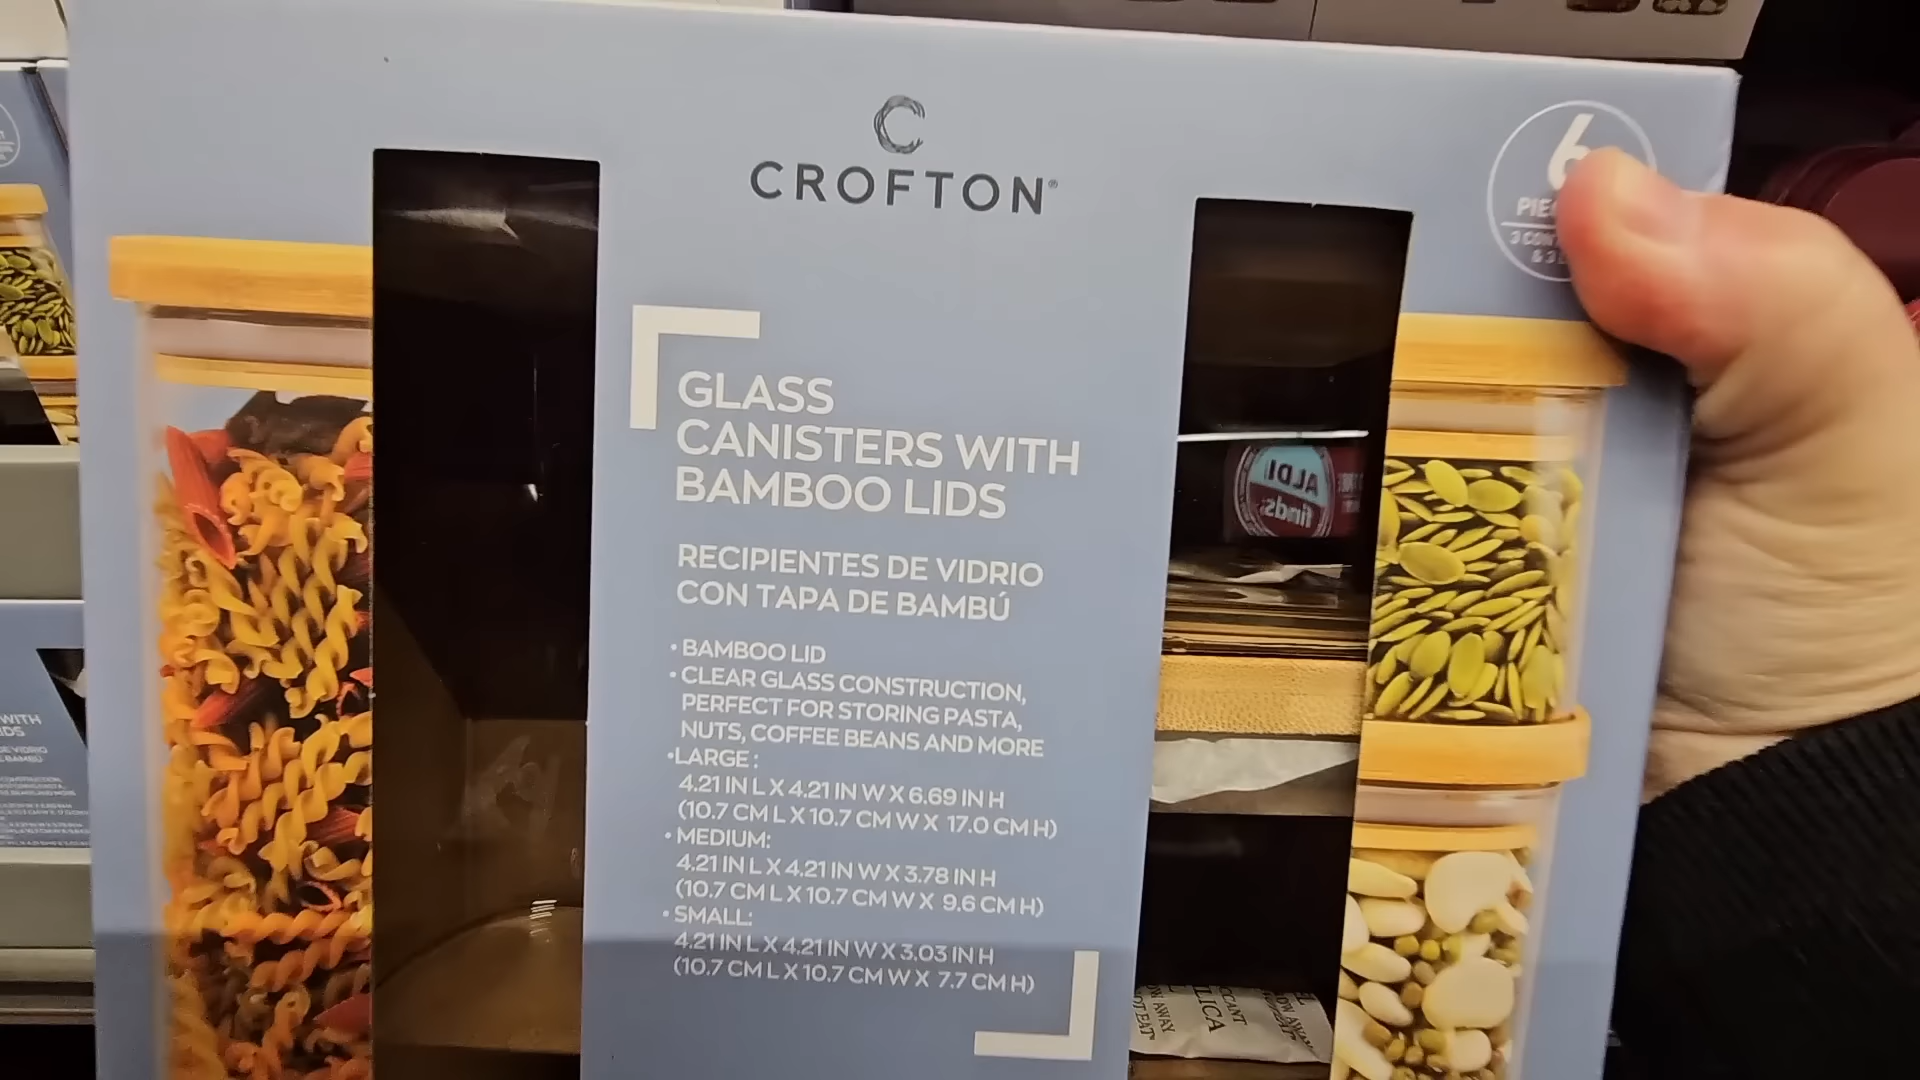 C
CROFTON®
6
GLASS
CANISTERS WITH
BAMBOO LIDS
RECIPIENTES DE VIDRIO
CON TAPA DE BAMBÚ
• BAMBOO LID
• CLEAR GLASS CONSTRUCTION,
PERFECT FOR STORING PASTA,
NUTS, COFFEE BEANS AND MORE
•LARGE :
4.21 IN L X 4.21 IN W X 6.69 IN H
(10.7 CM L X 10.7 CM W X 17.0 CM H)
• MEDIUM:
4.21 IN L X 4.21 IN W X 3.78 IN H
(10.7 CM L X 10.7 CM W X 9.6 CM H)
• SMALL:
4.21 IN L X 4.21 IN W X 3.03 IN H
(10.7 CM L X 10.7 CM W X 7.7 CM H)
ALDI
finds
WITH